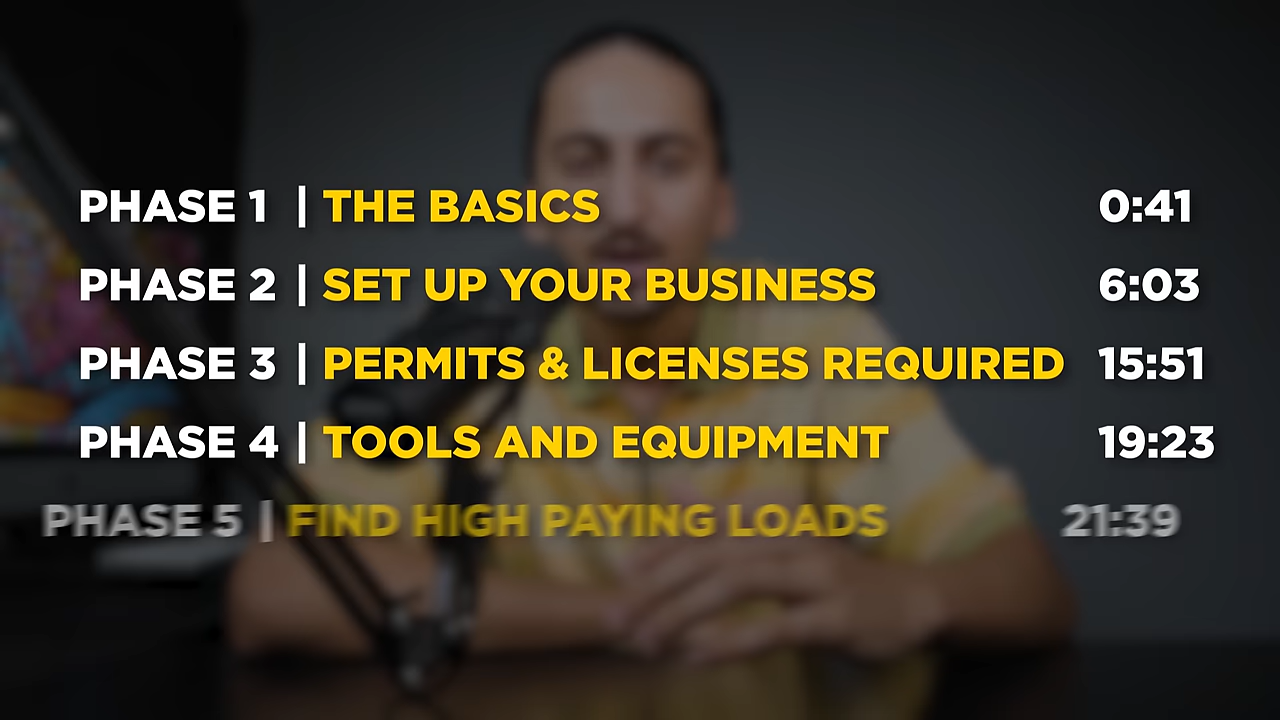 PHASE 1 | THE BASICS 0:41
PHASE 2 | SET UP YOUR BUSINESS 6:03
PHASE 3 | PERMITS & LICENSES REQUIRED 15:51
PHASE 4 | TOOLS AND EQUIPMENT 19:23
PHASE 5 | FIND HIGH PAYING LOADS 21:39